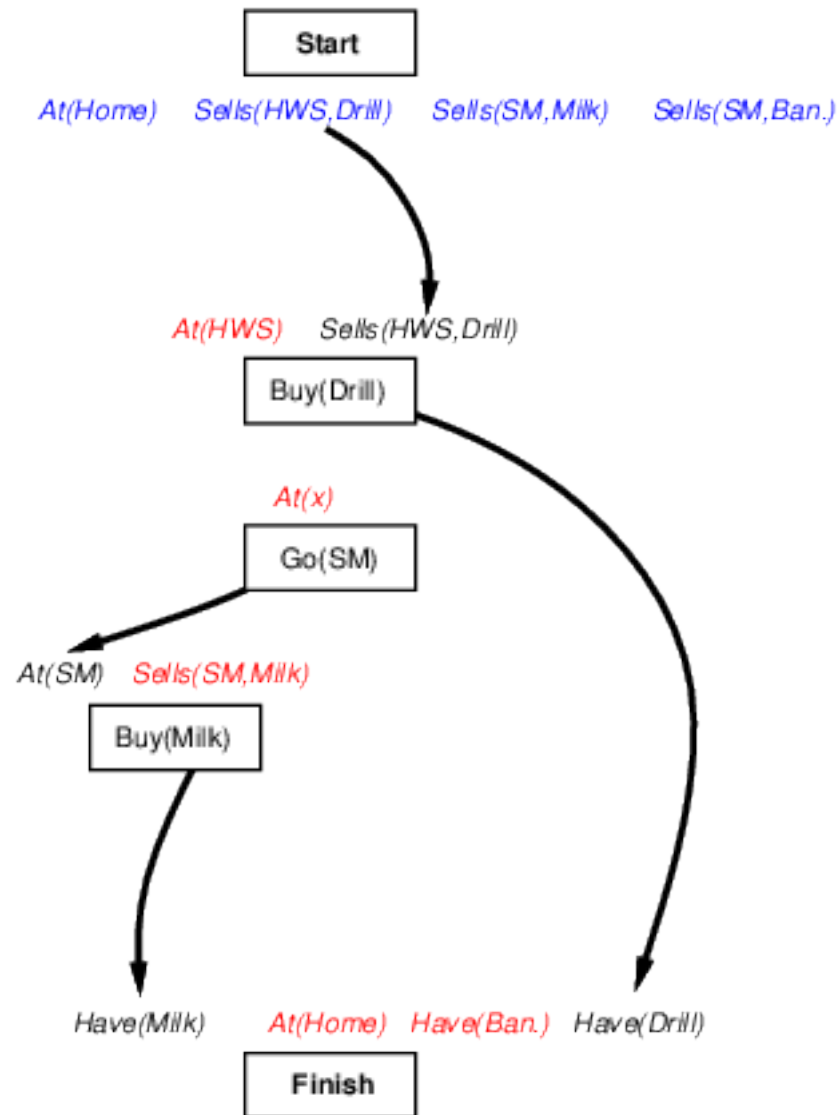 Start
At(Home) Sells(HWS,Drill) Sells(SM,Milk) Sells(SM,Ban.)
At(HWS) Sells(HWS,Drill)
Buy(Drill)
At(x)
Go(SM)
At(SM) Sells(SM,Milk)
Buy(Milk)
Have(Milk) At(Home) Have(Ban.) Have(Drill)
Finish